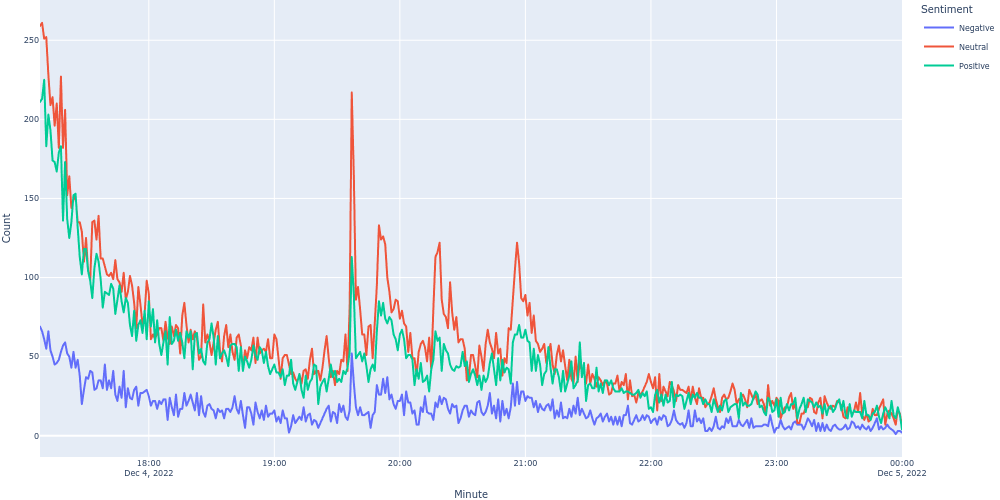 Sentiment
Negative
Neutral
Positive
250
200
150
100
50
0
Count
18:00
Dec 4, 2022
19:00
20:00
21:00
22:00
23:00
00:00
Dec 5, 2022
Minute